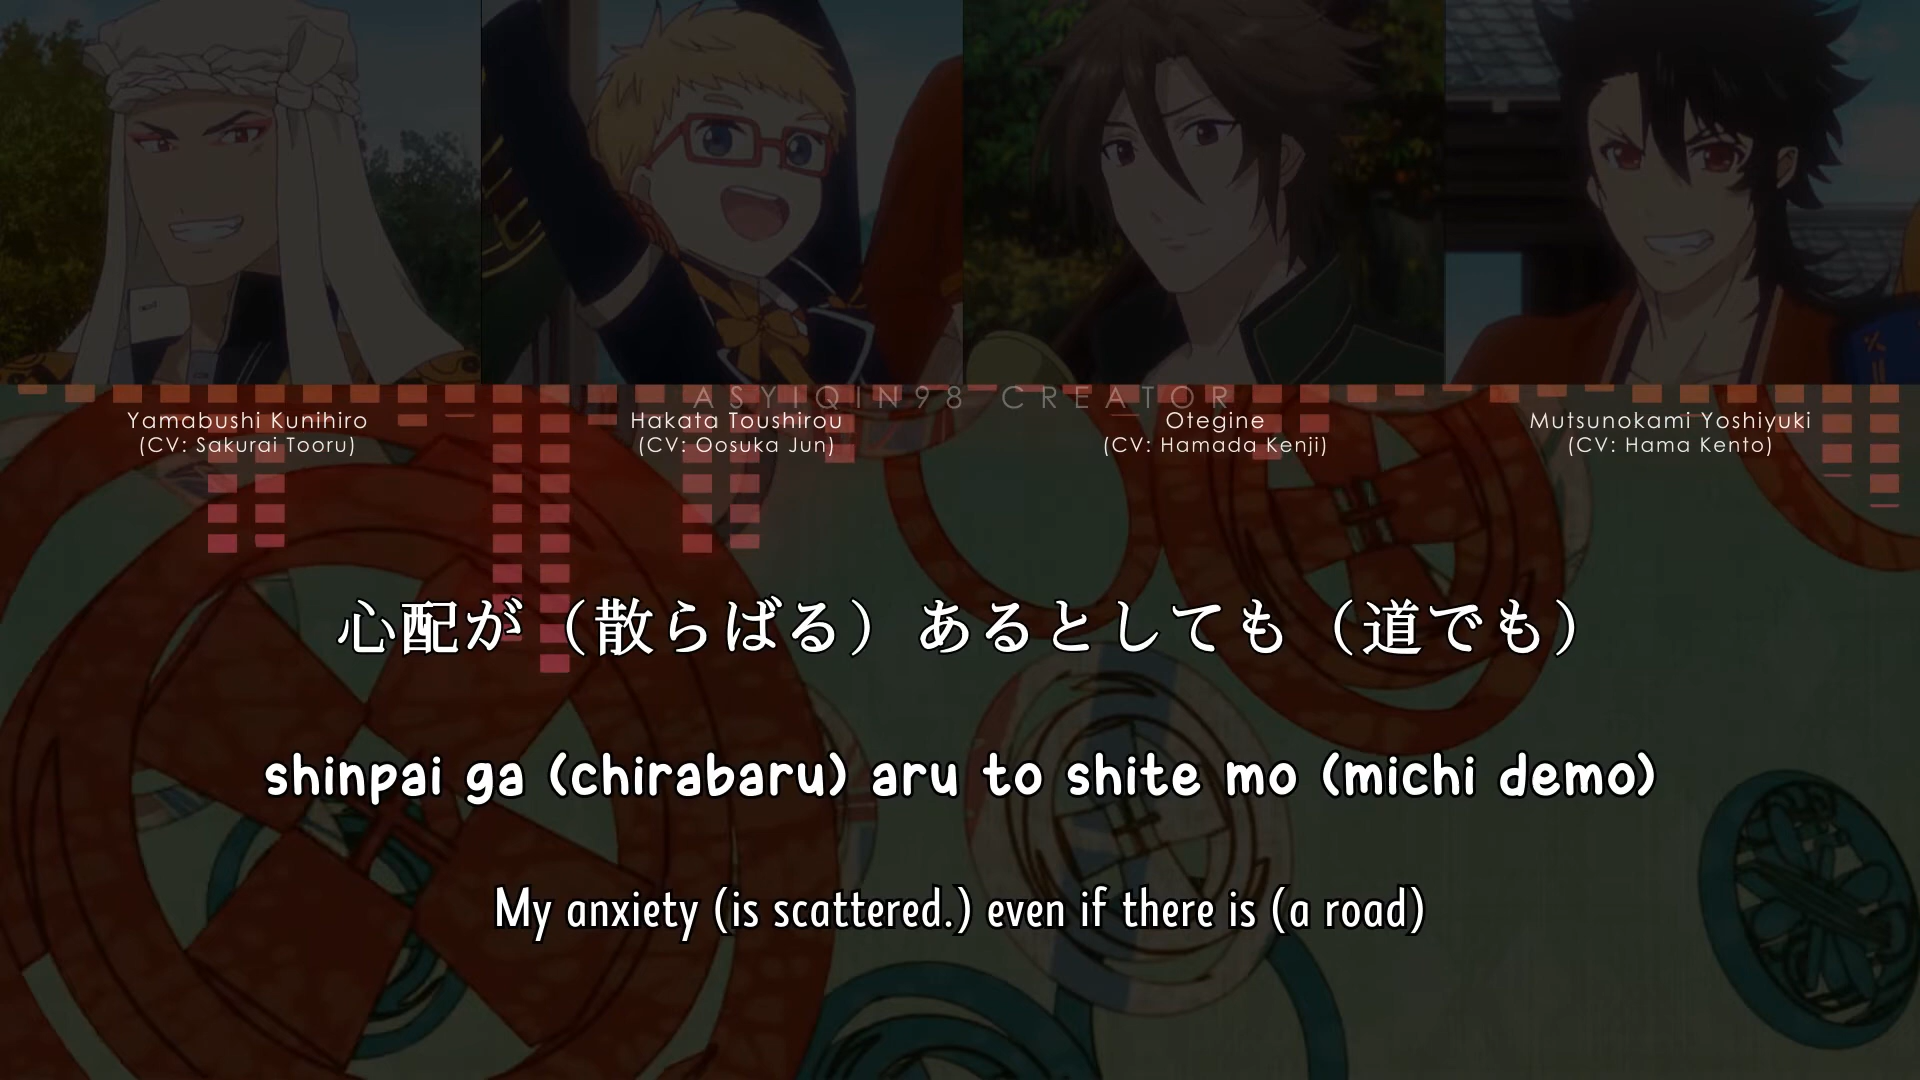 ASYIQIN98 CREATOR
Yamabushi Kunihiro
(CV: Sakurai Tooru)
Hakata Toushirou
(CV: Oosuka Jun)
Otegine
(CV: Hamada Kenji)
Mutsunokami Yoshiyuki
(CV: Hama Kento)
心配が（散らばる）あるとしても（道でも）
shinpai ga (chirabaru) aru to shite mo (michi demo)
My anxiety (is scattered.) even if there is (a road)